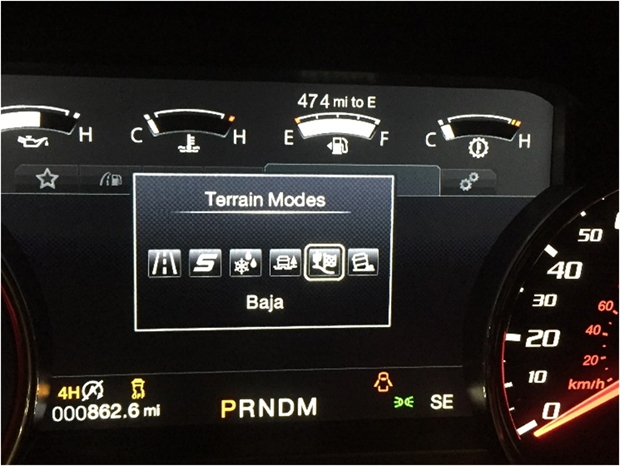 474 mi to E
H
C H
E F
C H
Terrain Modes
S
Baja
4H
OFF
000862.6 mi
PRNDM
SE
50
40
30
20
10
0
60
40
20
km/h